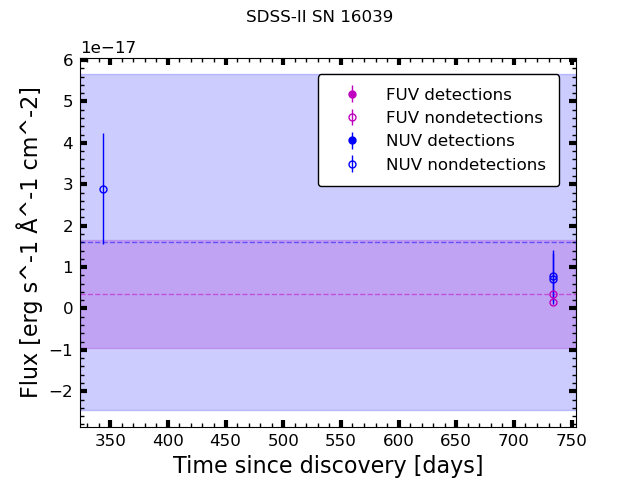 SDSS-II SN 16039
1e−17
6
5
4
3
2
1
0
−1
−2
Flux [erg s^-1 Å^-1 cm^-2]
FUV detections
FUV nondetections
NUV detections
NUV nondetections
350 400 450 500 550 600 650 700 750
Time since discovery [days]